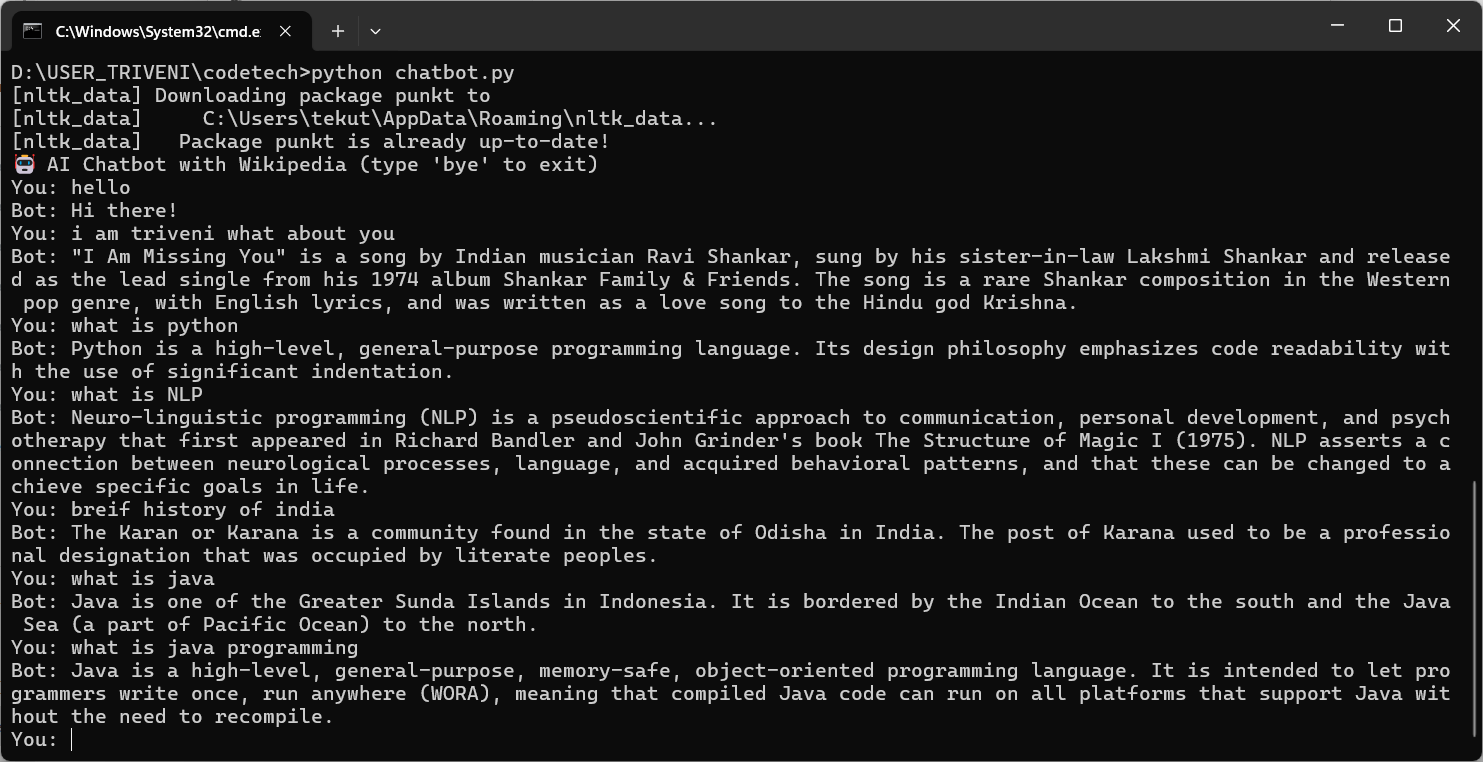 C:\Windows\System32\cmd.e
D:\USER_TRIVENI\codetech>python chatbot.py
[nltk_data] Downloading package punkt to
[nltk_data]     C:\Users\tekut\AppData\Roaming\nltk_data...
[nltk_data]   Package punkt is already up-to-date!
🤖 AI Chatbot with Wikipedia (type 'bye' to exit)
You: hello
Bot: Hi there!
You: i am triveni what about you
Bot: "I Am Missing You" is a song by Indian musician Ravi Shankar, sung by his sister-in-law Lakshmi Shankar and release
d as the lead single from his 1974 album Shankar Family & Friends. The song is a rare Shankar composition in the Western
 pop genre, with English lyrics, and was written as a love song to the Hindu god Krishna.
You: what is python
Bot: Python is a high-level, general-purpose programming language. Its design philosophy emphasizes code readability wit
h the use of significant indentation.
You: what is NLP
Bot: Neuro-linguistic programming (NLP) is a pseudoscientific approach to communication, personal development, and psych
otherapy that first appeared in Richard Bandler and John Grinder's book The Structure of Magic I (1975). NLP asserts a c
onnection between neurological processes, language, and acquired behavioral patterns, and that these can be changed to a
chieve specific goals in life.
You: breif history of india
Bot: The Karan or Karana is a community found in the state of Odisha in India. The post of Karana used to be a professio
nal designation that was occupied by literate peoples.
You: what is java
Bot: Java is one of the Greater Sunda Islands in Indonesia. It is bordered by the Indian Ocean to the south and the Java
 Sea (a part of Pacific Ocean) to the north.
You: what is java programming
Bot: Java is a high-level, general-purpose, memory-safe, object-oriented programming language. It is intended to let pro
grammers write once, run anywhere (WORA), meaning that compiled Java code can run on all platforms that support Java wit
hout the need to recompile.
You: